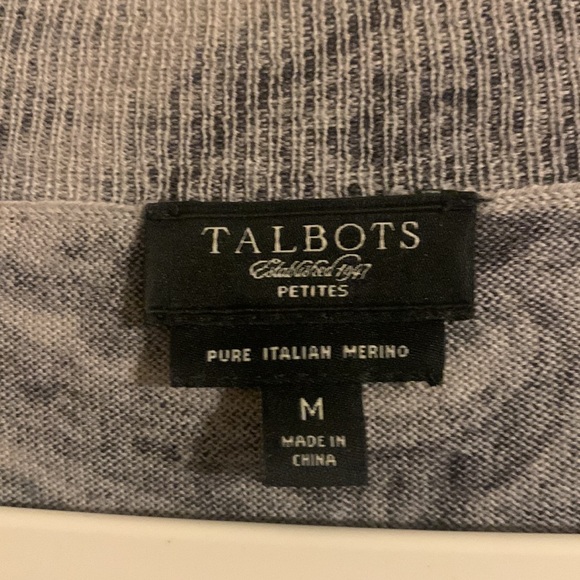 TALBOTS
Established 1947
PETITES
PURE ITALIAN MERINO
M
MADE IN
CHINA